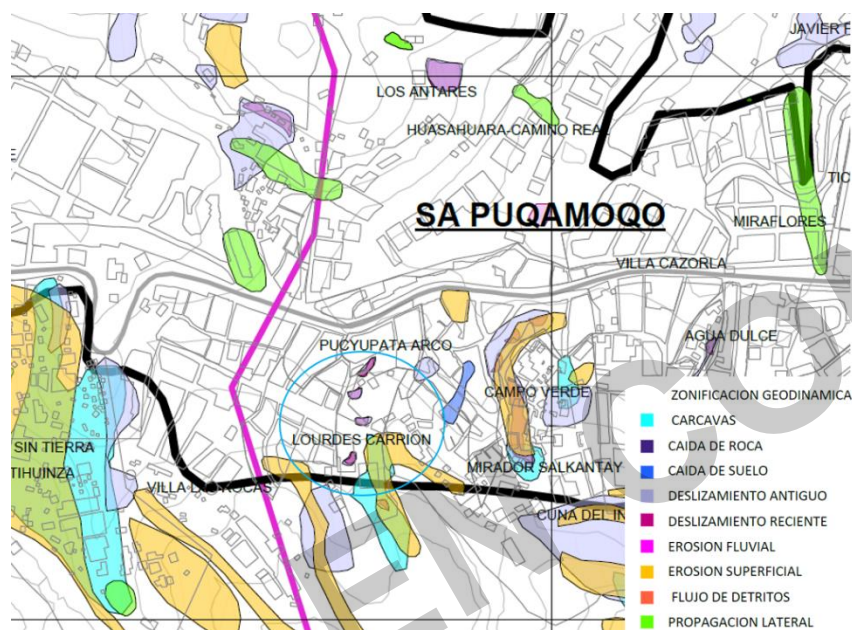 JAVIER P
LOS ANTARES
HUASAHUARA-CAMINO REAL
E
TIC
SA PUQAMOQO
MIRAFLORES
VILLA CAZORLA
PUCYUPATA ARCO
AGUA DULCE
CAMPO VERDE
ZONIFICACION GEODINAMICA
CARCAVAS
SIN TIERRA
LOURDES CARRION
CAIDA DE ROCA
TIHUINZA
MIRADOR SALKANTAY
CAIDA DE SUELO
VILLA LAS ROCAS
DESLIZAMIENTO ANTIGUO
CUNA DEL IN
DESLIZAMIENTO RECIENTE
EROSION FLUVIAL
EROSION SUPERFICIAL
FLUJO DE DETRITOS
PROPAGACION LATERAL
EN CO